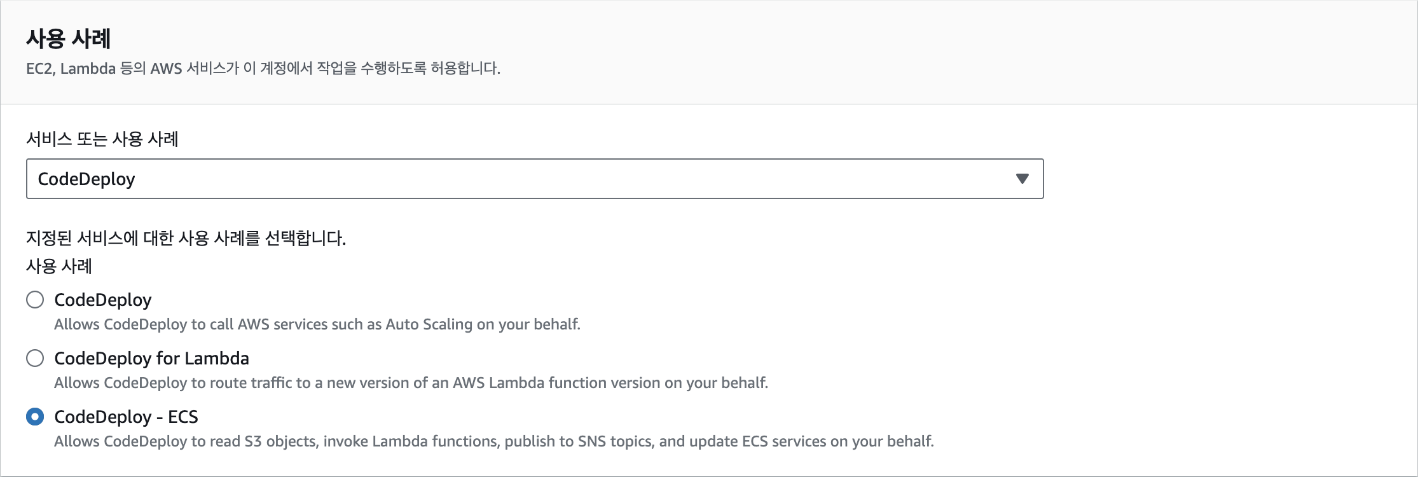 사용 사례
EC2, Lambda 등의 AWS 서비스가 이 계정에서 작업을 수행하도록 허용합니다.
서비스 또는 사용 사례
CodeDeploy
지정된 서비스에 대한 사용 사례를 선택합니다.
사용 사례
CodeDeploy
Allows CodeDeploy to call AWS services such as Auto Scaling on your behalf.
CodeDeploy for Lambda
Allows CodeDeploy to route traffic to a new version of an AWS Lambda function version on your behalf.
CodeDeploy - ECS
Allows CodeDeploy to read S3 objects, invoke Lambda functions, publish to SNS topics, and update ECS services on your behalf.